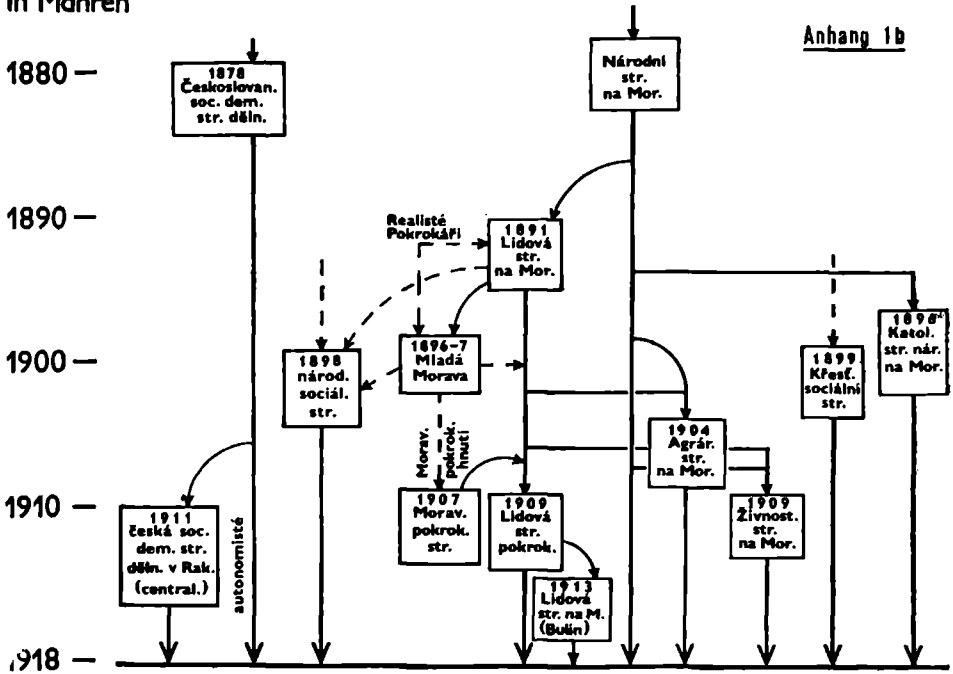 in Mähren
Anhang 1b
1880
1890
1900
1910
1918
1878
Českoslovan.
soc. dem.
str. děln.
Národní
str.
na Mor.
Realisté
Pokrokáři
1891
Lidová
str.
na Mor.
1896-7
Mladá
Morava
1898
národ.
sociál.
str.
1899
Křesť.
sociální
str.
Katol.
str. nár.
na Mor.
1904
Agrár.
str.
na Mor.
Morav.
pokrok.
hnutí
1907
Morav.
pokrok.
str.
1909
Lidová
str.
pokrok.
1909
Živnost.
str.
na Mor.
1911
česká soc.
dem. str.
děln. v Rak.
(central.)
autonomisté
1913
Lidová
str. na M.
(Bulín)